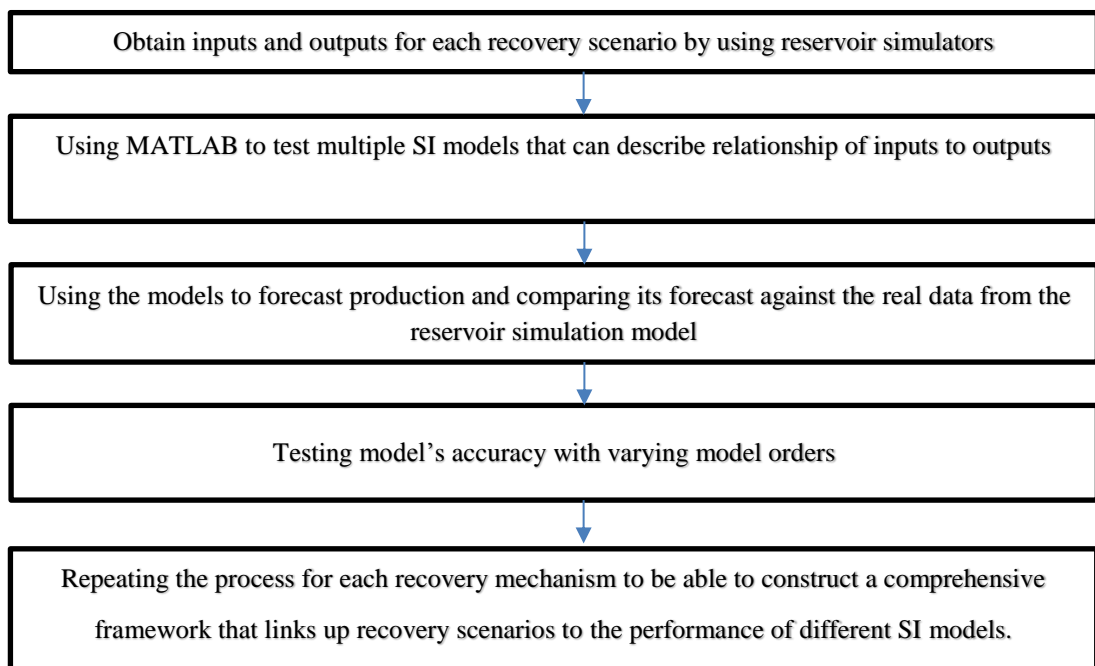 Obtain inputs and outputs for each recovery scenario by using reservoir simulators
Using MATLAB to test multiple SI models that can describe relationship of inputs to outputs
Using the models to forecast production and comparing its forecast against the real data from the
reservoir simulation model
Testing model’s accuracy with varying model orders
Repeating the process for each recovery mechanism to be able to construct a comprehensive
framework that links up recovery scenarios to the performance of different SI models.